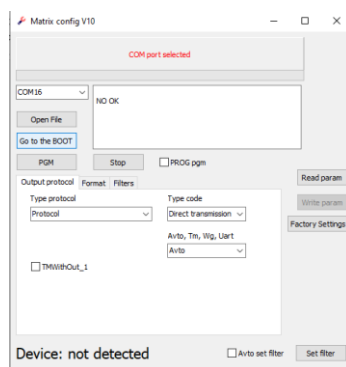 Matrix config V10
COM port selected
COM16
NO OK
Open File
Go to the BOOT
PGM
Stop
PROG pgm
Read param
Output protocol
Format
Filters
Write param
Type protocol
Type code
Protocol
Direct transmission
Factory Settings
Avto, Tm, Wg, Uart
Avto
TMWithOut_1
Device: not detected
Avto set filter
Set filter